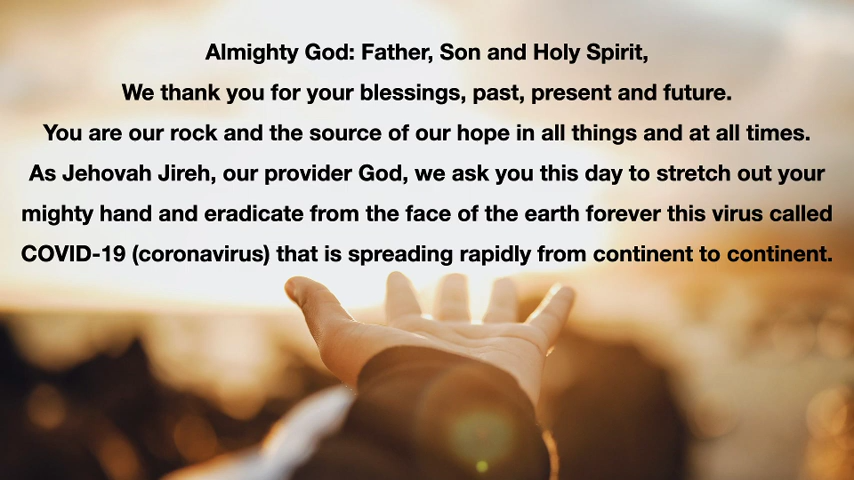 Almighty God: Father, Son and Holy Spirit,
We thank you for your blessings, past, present and future.
You are our rock and the source of our hope in all things and at all times.
As Jehovah Jireh, our provider God, we ask you this day to stretch out your
mighty hand and eradicate from the face of the earth forever this virus called
COVID-19 (coronavirus) that is spreading rapidly from continent to continent.